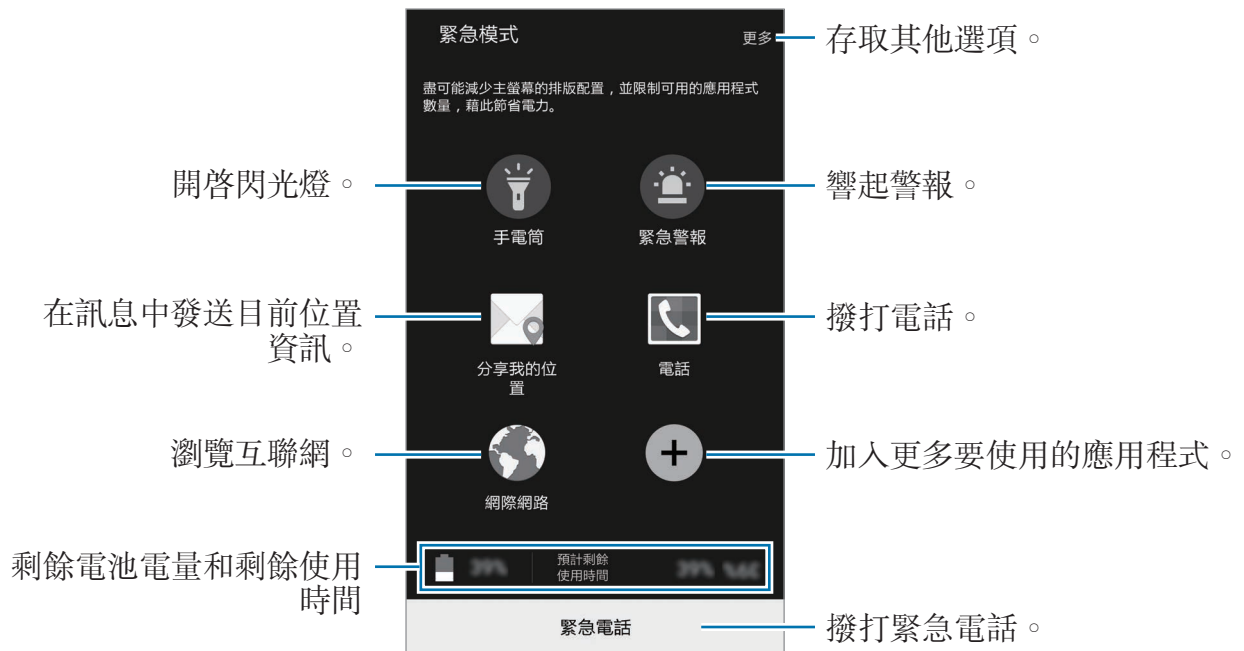 緊急模式
更多
存取其他選項。
盡可能減少主螢幕的排版配置，並限制可用的應用程式
數量，藉此節省電力。
開啓閃光燈。
響起警報。
手電筒
緊急警報
在訊息中發送目前位置
資訊。
撥打電話。
分享我的位
置
電話
瀏覽互聯網。
加入更多要使用的應用程式。
網際網路
剩餘電池電量和剩餘使用
時間
預計剩餘
使用時間
緊急電話
撥打緊急電話。